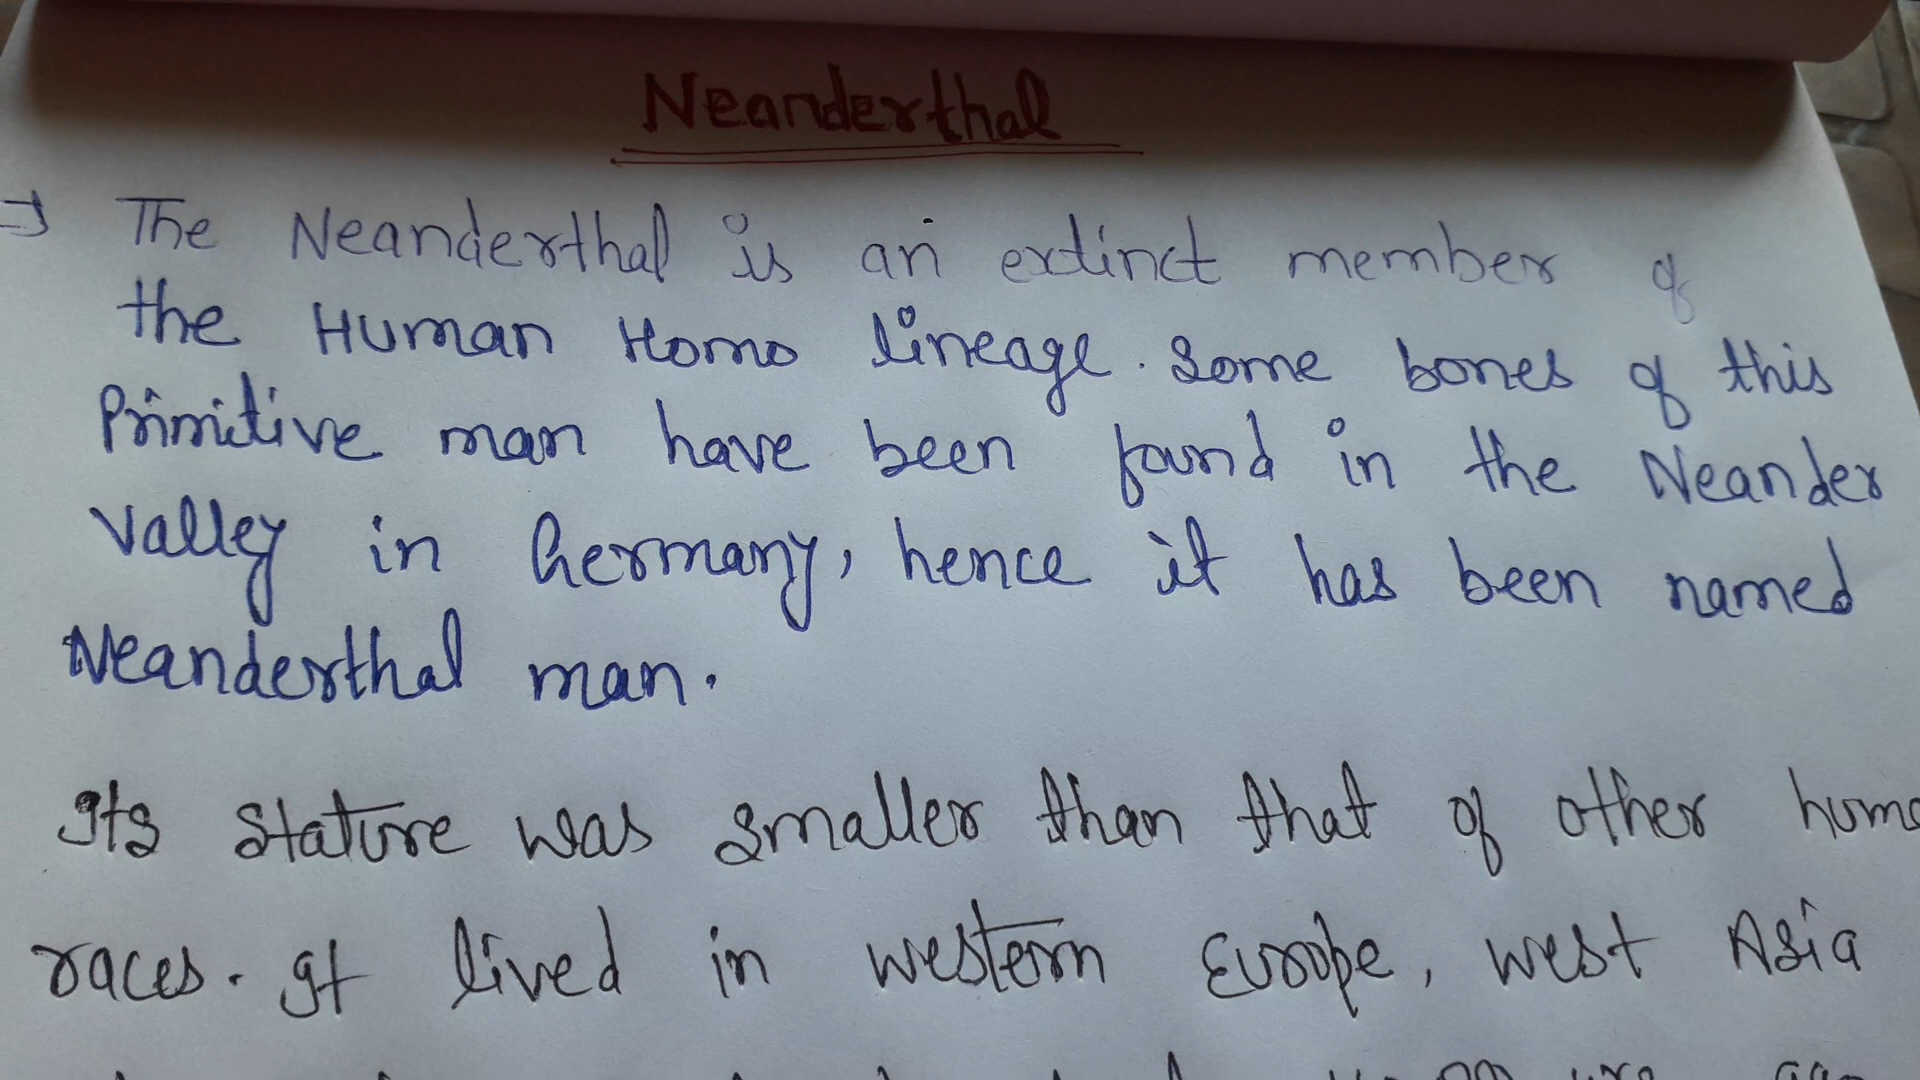 Neanderthal
⇒ The Neanderthal is an extinct member of
the Human Homo lineage. Some bones of this
Primitive man have been found in the Neander
Valley in Germany, hence it has been named
Neanderthal man.
Its stature was smaller than that of other
races. It lived in western Europe, west Asia